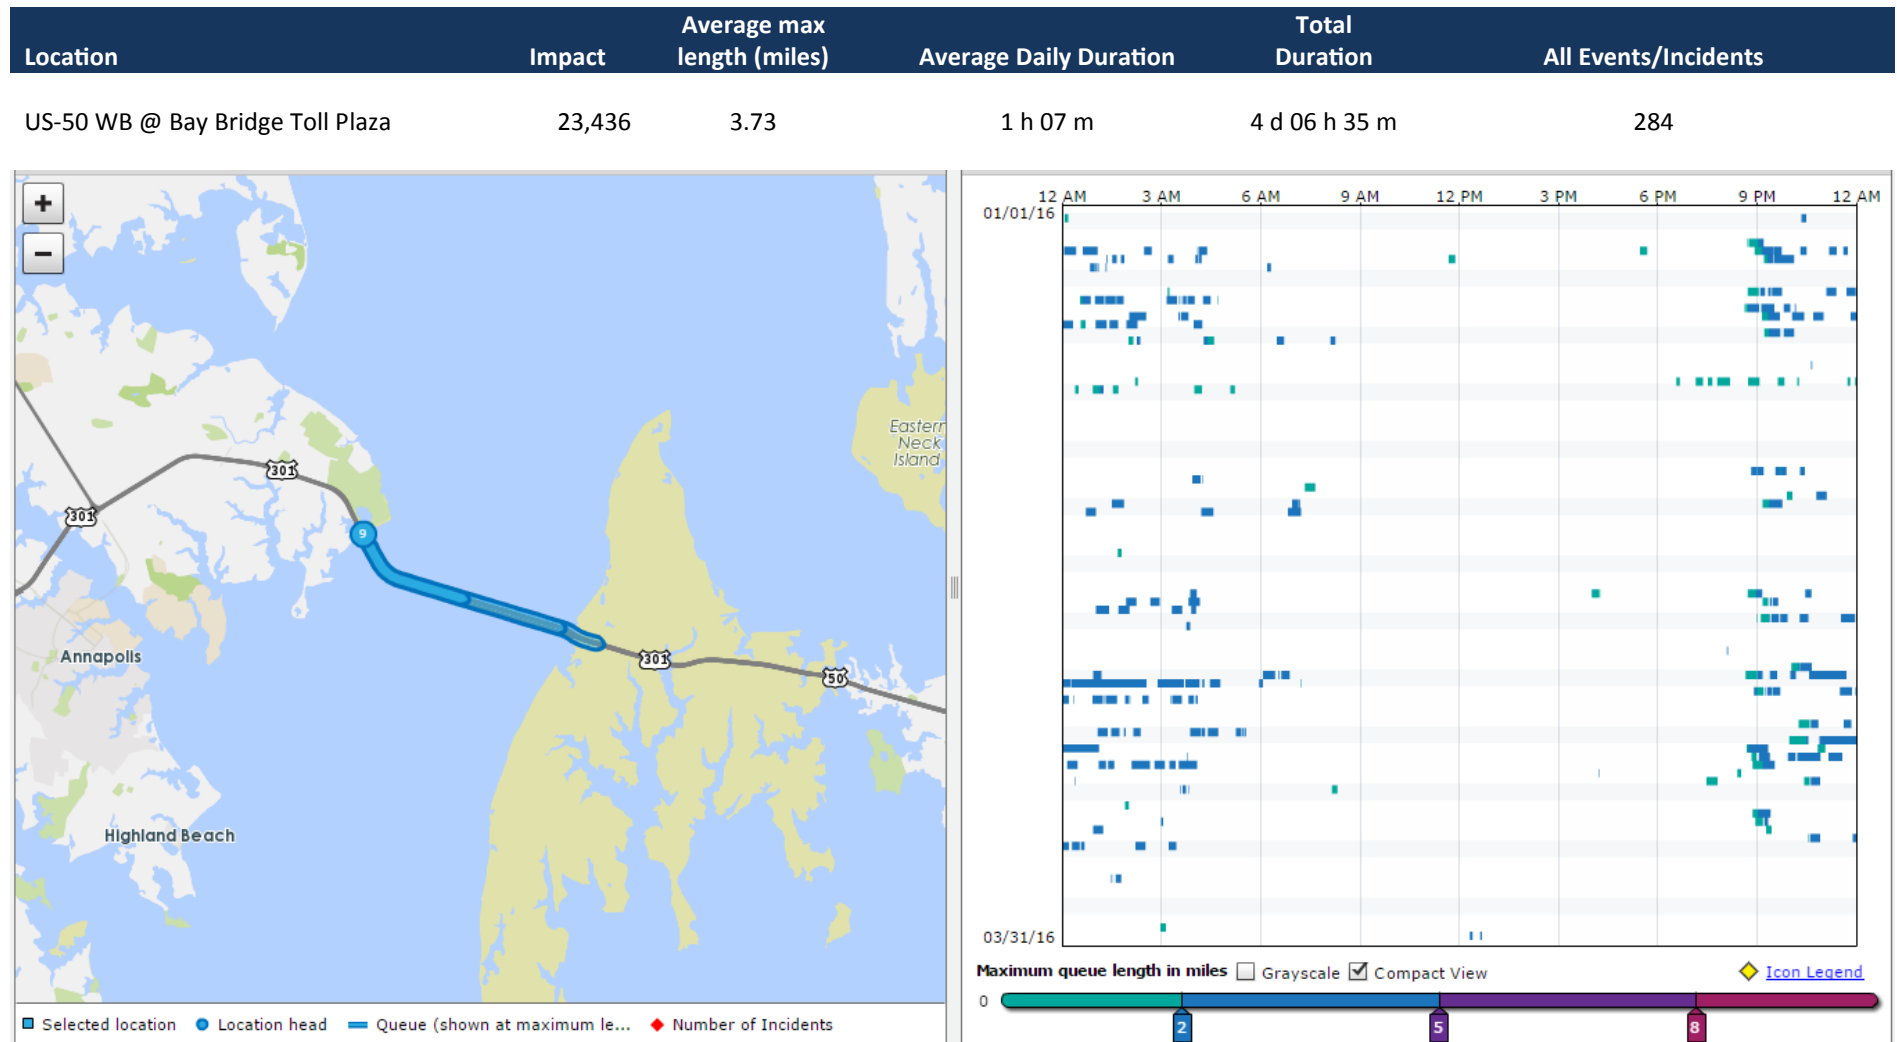 Location Impact Average max length (miles) Average Daily Duration Total Duration All Events/Incidents
US-50 WB @ Bay Bridge Toll Plaza 23,436 3.73 1 h 07 m 4 d 06 h 35 m 284
+
−
301
301
9
301
50
Eastern
Neck
Island
Annapolis
Highland Beach
Selected location Location head Queue (shown at maximum le... Number of Incidents
12 AM 3 AM 6 AM 9 AM 12 PM 3 PM 6 PM 9 PM 12 AM
01/01/16
03/31/16
Maximum queue length in miles Grayscale Compact View Icon Legend
0
2 5 8